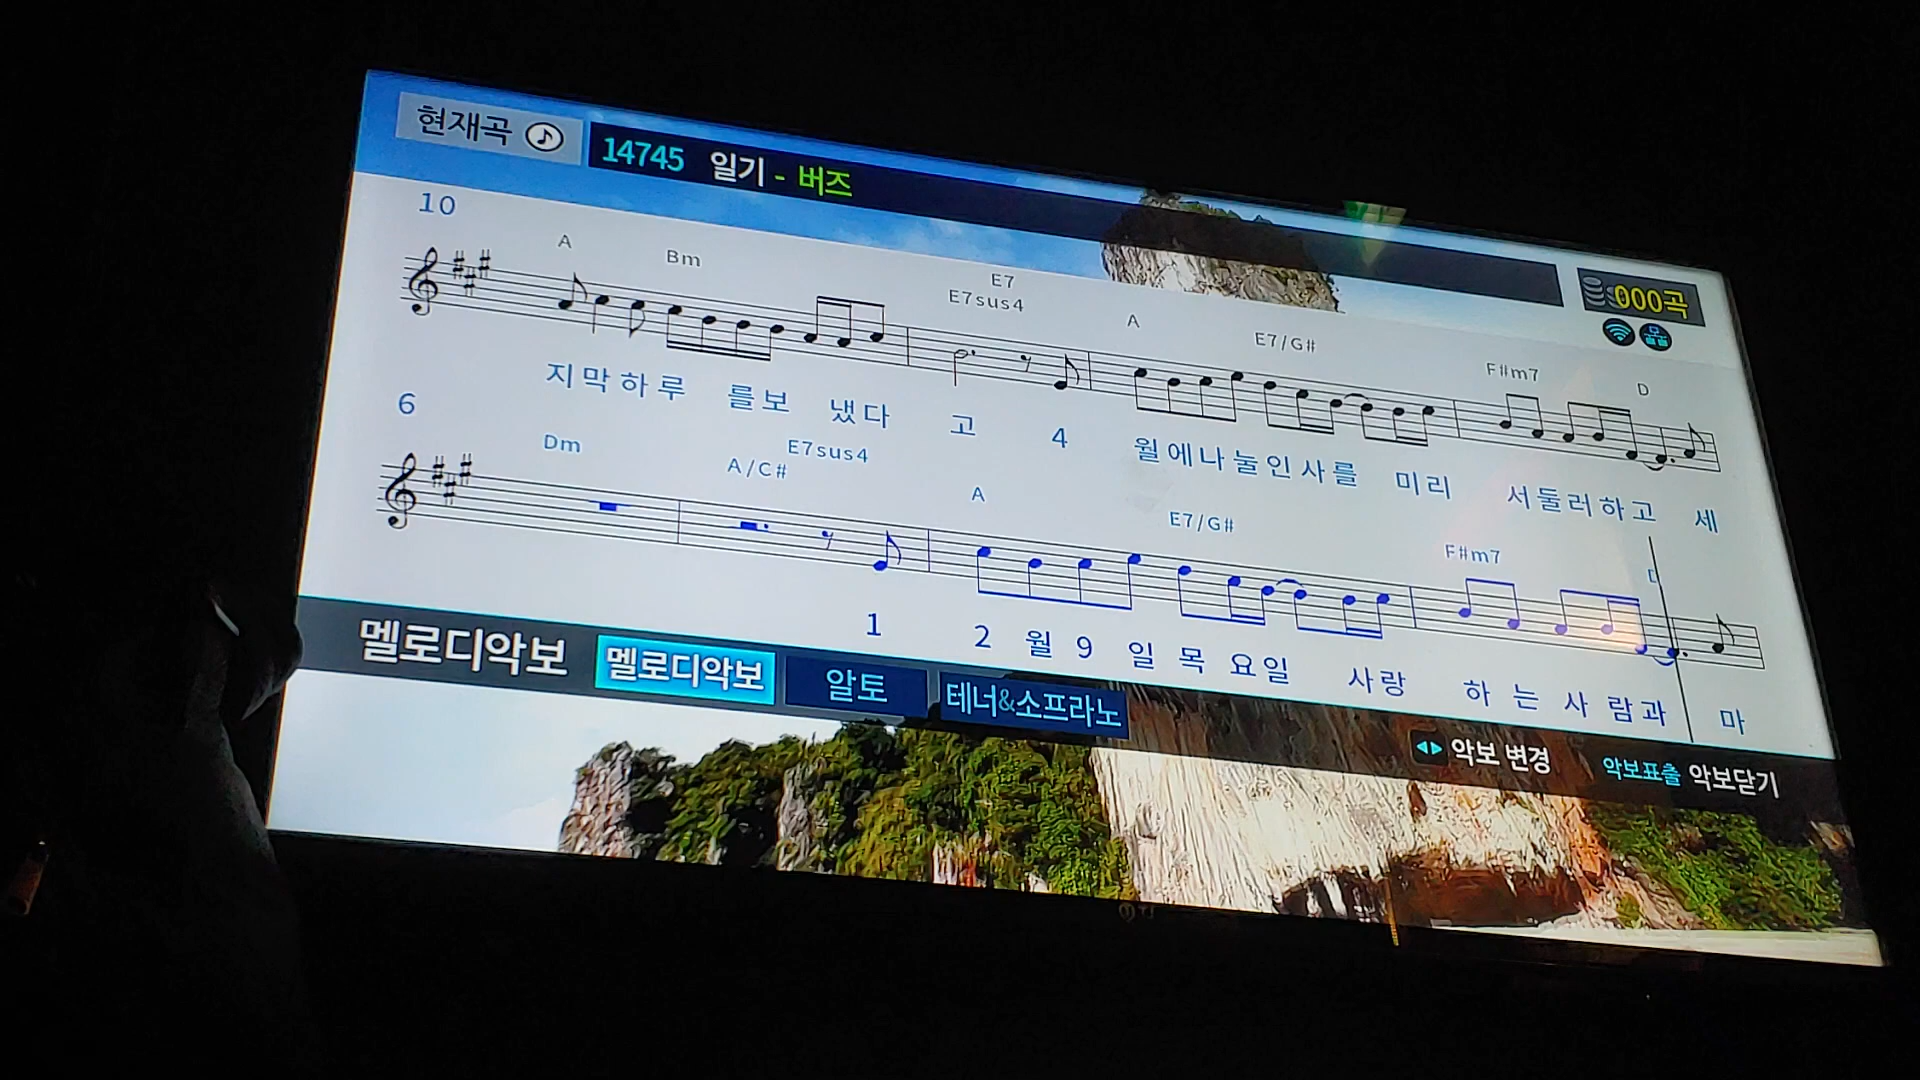 현재곡
14745 일기 - 버즈
000곡
10
A Bm E7 A E7/G# F#m7 D
E7sus4
지막하루 를보 냈다 고 4 월에나눌인사를 미리 서둘러하고 세
6
Dm A/C# E7sus4 A E7/G# F#m7
1 2 월 9 일 목 요일 사랑 하 는 사 람과 마
멜로디악보 멜로디악보 알토 테너&소프라노
악보 변경 악보표출 악보닫기